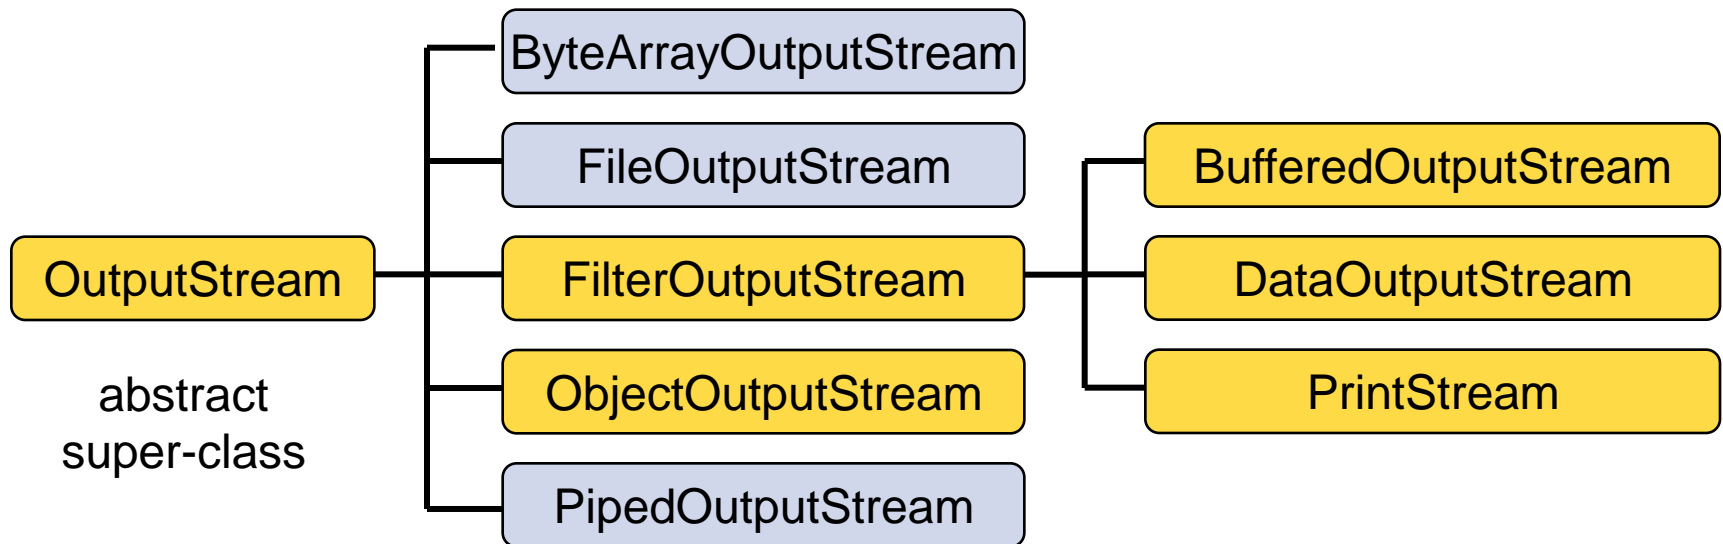 ByteArrayOutputStream
FileOutputStream
BufferedOutputStream
OutputStream
FilterOutputStream
DataOutputStream
abstract
super-class
ObjectOutputStream
PrintStream
PipedOutputStream